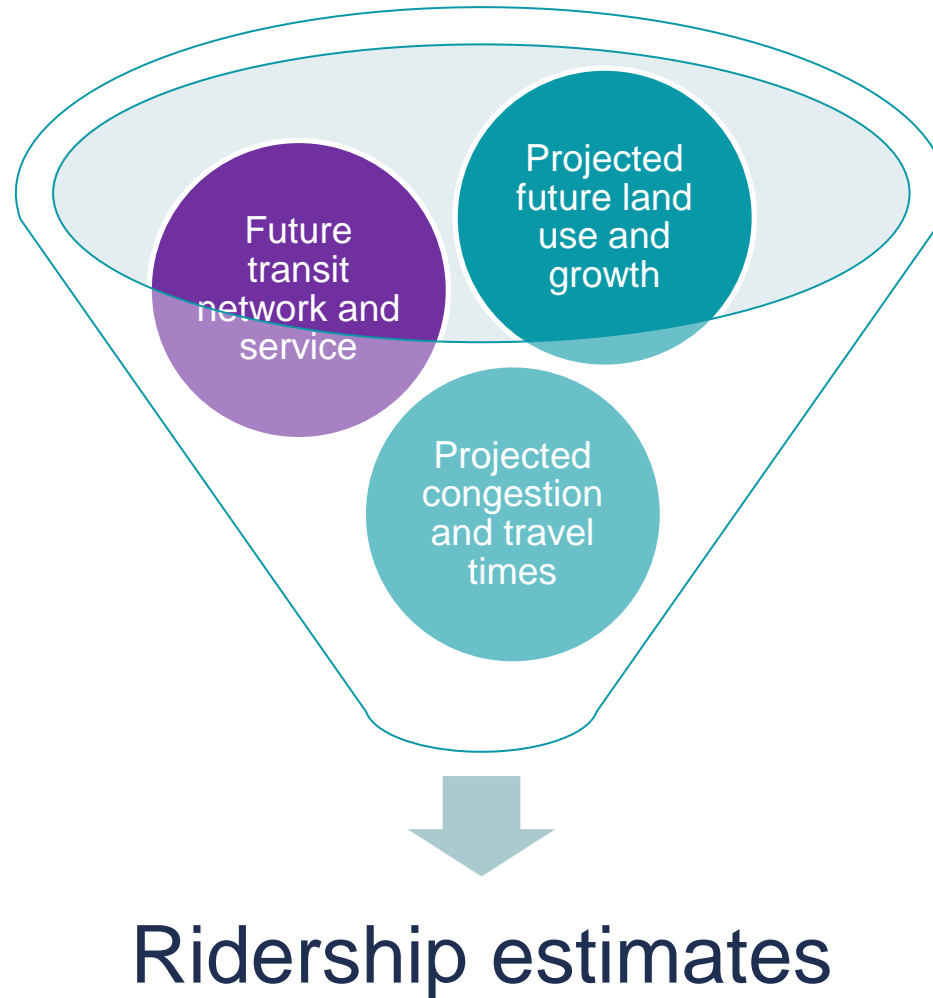 Projected
future land
use and
growth
Future
transit
network and
service
Projected
congestion
and travel
times
Ridership estimates